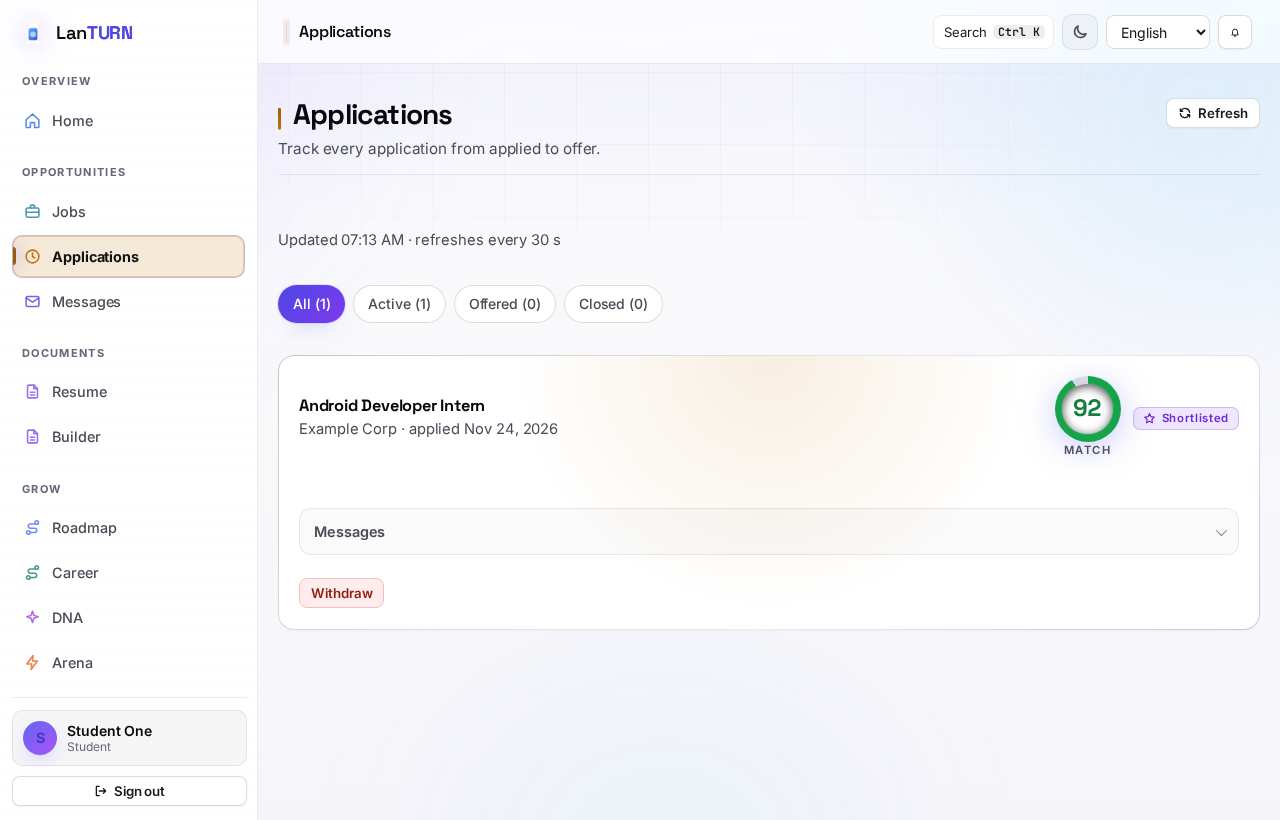 LanTURN
OVERVIEW
Home
OPPORTUNITIES
Jobs
Applications
Messages
DOCUMENTS
Resume
Builder
GROW
Roadmap
Career
DNA
Arena
S
Student One
Student
Sign out
Applications
Search Ctrl K
English
Applications
Refresh
Track every application from applied to offer.
Updated 07:13 AM · refreshes every 30 s
All (1)
Active (1)
Offered (0)
Closed (0)
Android Developer Intern
Example Corp · applied Nov 24, 2026
92
MATCH
Shortlisted
Messages
Withdraw